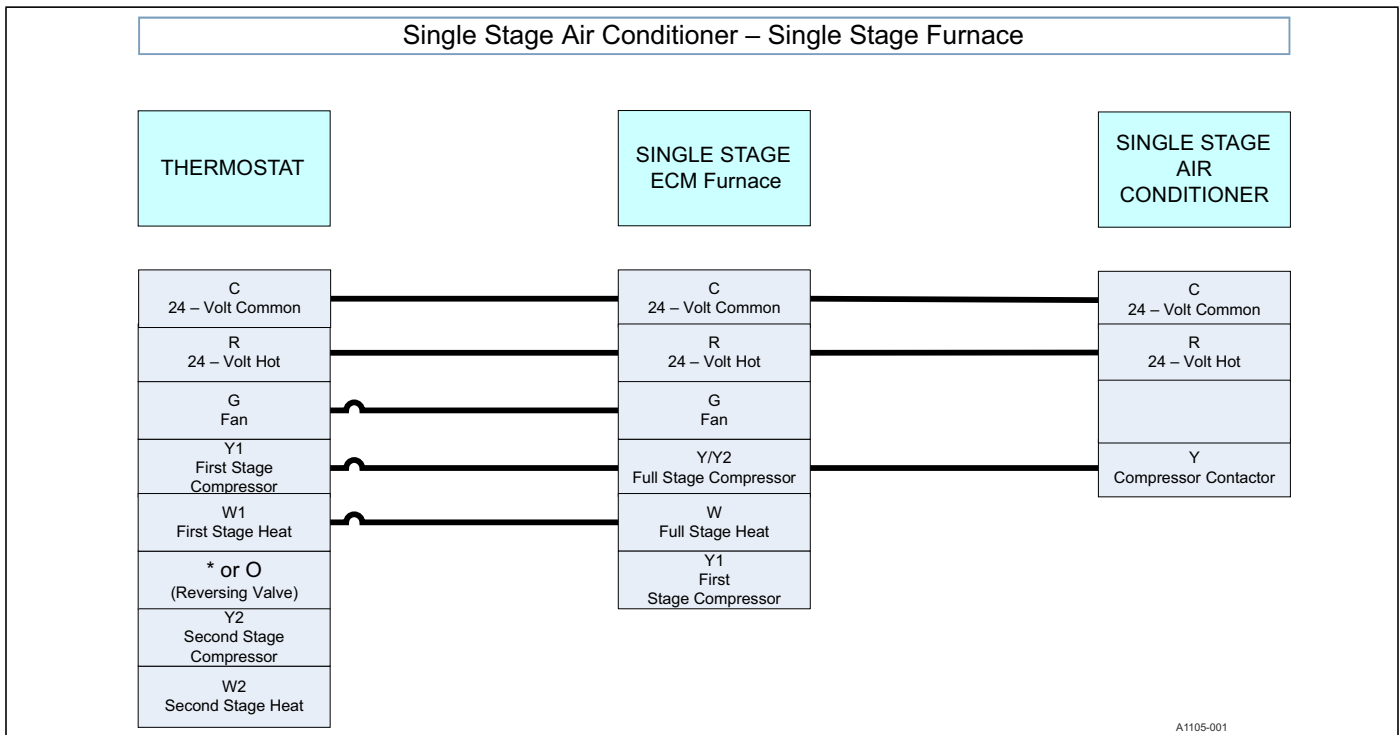 Single Stage Air Conditioner – Single Stage Furnace
THERMOSTAT
SINGLE STAGE
ECM Furnace
SINGLE STAGE
AIR
CONDITIONER
C
24 – Volt Common
R
24 – Volt Hot
G
Fan
Y1
First Stage
Compressor
W1
First Stage Heat
* or O
(Reversing Valve)
Y2
Second Stage
Compressor
W2
Second Stage Heat
C
24 – Volt Common
R
24 – Volt Hot
G
Fan
Y/Y2
Full Stage Compressor
W
Full Stage Heat
Y1
First
Stage Compressor
C
24 – Volt Common
R
24 – Volt Hot
Y
Compressor Contactor
A1105-001